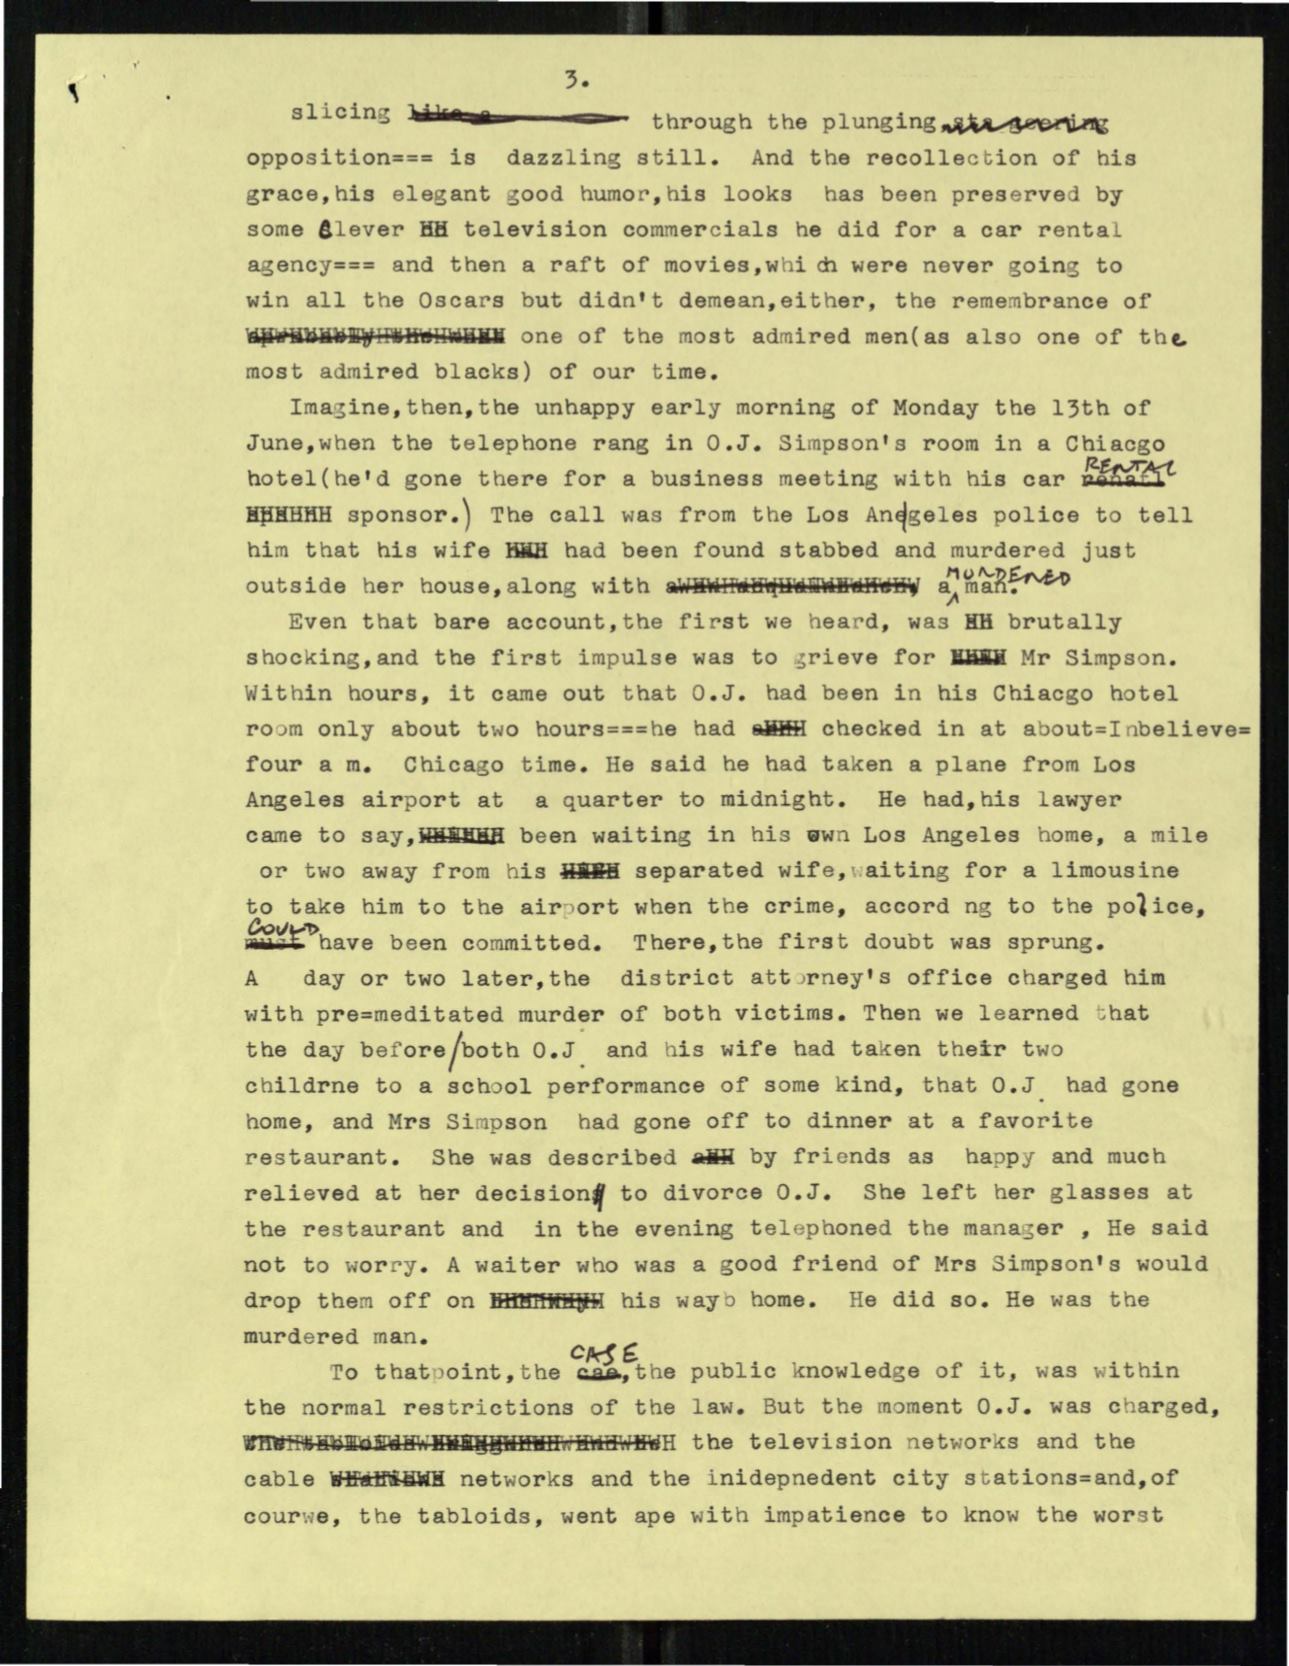 3.
slicing through the plunging
opposition=== is dazzling still. And the recollection of his
grace,his elegant good humor,his looks has been preserved by
some clever television commercials he did for a car rental
agency=== and then a raft of movies,which were never going to
win all the Oscars but didn't demean,either, the remembrance of
one of the most admired men(as also one of the
most admired blacks) of our time.
Imagine,then,the unhappy early morning of Monday the 13th of
June,when the telephone rang in O.J. Simpson's room in a Chiacgo
hotel(he'd gone there for a business meeting with his car RENTAL
sponsor.) The call was from the Los Angeles police to tell
him that his wife had been found stabbed and murdered just
outside her house,along with a MURDERED man.
Even that bare account,the first we heard, was brutally
shocking,and the first impulse was to grieve for Mr Simpson.
Within hours, it came out that O.J. had been in his Chiacgo hotel
room only about two hours===he had checked in at about=Inbelieve=
four a m. Chicago time. He said he had taken a plane from Los
Angeles airport at a quarter to midnight. He had,his lawyer
came to say, been waiting in his own Los Angeles home, a mile
or two away from his separated wife,waiting for a limousine
to take him to the airport when the crime, accord ng to the police,
COULD have been committed. There,the first doubt was sprung.
A day or two later,the district attorney's office charged him
with pre=meditated murder of both victims. Then we learned that
the day before/both O.J. and his wife had taken their two
childrne to a school performance of some kind, that O.J. had gone
home, and Mrs Simpson had gone off to dinner at a favorite
restaurant. She was described by friends as happy and much
relieved at her decision to divorce O.J. She left her glasses at
the restaurant and in the evening telephoned the manager , He said
not to worry. A waiter who was a good friend of Mrs Simpson's would
drop them off on his wayb home. He did so. He was the
murdered man.
To thatpoint,the CASE,the public knowledge of it, was within
the normal restrictions of the law. But the moment O.J. was charged,
the television networks and the
cable networks and the inidepnedent city stations=and,of
courwe, the tabloids, went ape with impatience to know the worst